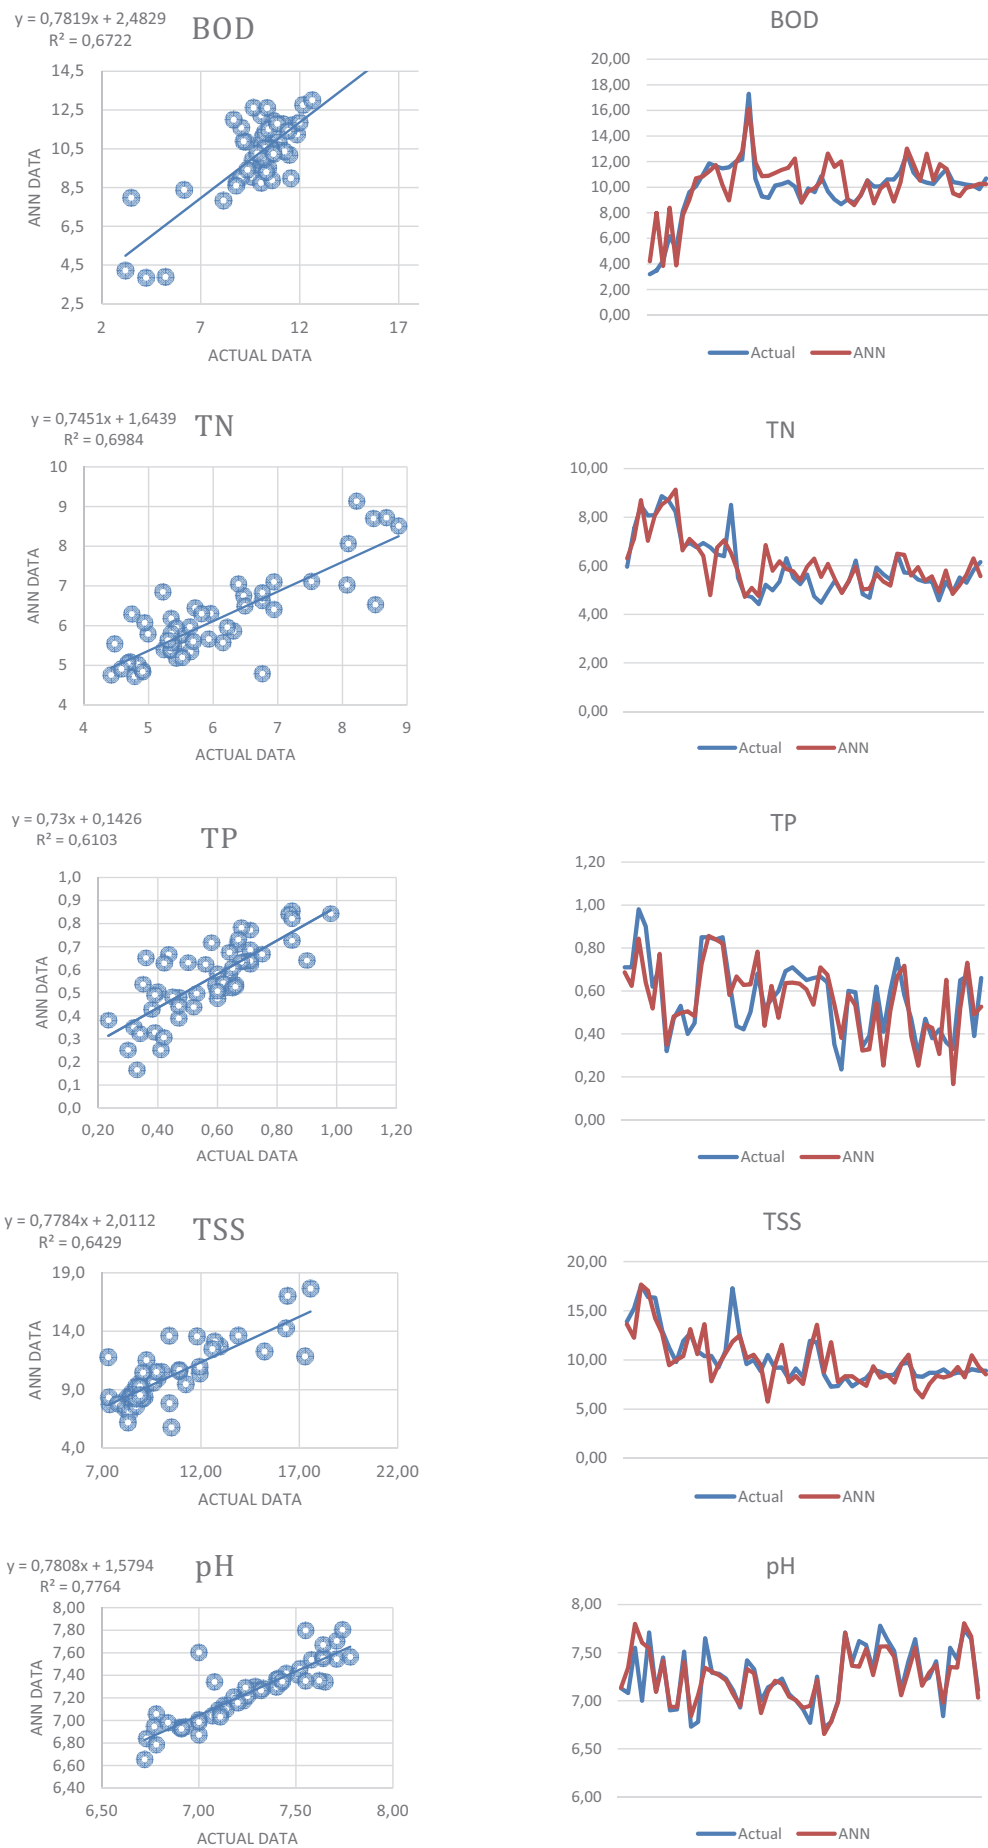 y = 0,7819x + 2,4829
R² = 0,6722
BOD
14,5
12,5
10,5
8,5
6,5
4,5
2,5
ANN DATA
2 7 12 17
ACTUAL DATA
BOD
20,00
18,00
16,00
14,00
12,00
10,00
8,00
6,00
4,00
2,00
0,00
Actual ANN
y = 0,7451x + 1,6439
R² = 0,6984
TN
10
9
8
7
6
5
4
ANN DATA
4 5 6 7 8 9
ACTUAL DATA
TN
10,00
8,00
6,00
4,00
2,00
0,00
Actual ANN
y = 0,73x + 0,1426
R² = 0,6103
TP
1,0
0,9
0,8
0,7
0,6
0,5
0,4
0,3
0,2
0,1
0,0
ANN DATA
0,20 0,40 0,60 0,80 1,00 1,20
ACTUAL DATA
TP
1,20
1,00
0,80
0,60
0,40
0,20
0,00
Actual ANN
y = 0,7784x + 2,0112
R² = 0,6429
TSS
19,0
14,0
9,0
4,0
ANN DATA
7,00 12,00 17,00 22,00
ACTUAL DATA
TSS
20,00
15,00
10,00
5,00
0,00
Actual ANN
y = 0,7808x + 1,5794
R² = 0,7764
pH
8,00
7,80
7,60
7,40
7,20
7,00
6,80
6,60
6,40
ANN DATA
6,50 7,00 7,50 8,00
ACTUAL DATA
pH
8,00
7,50
7,00
6,50
6,00
Actual ANN